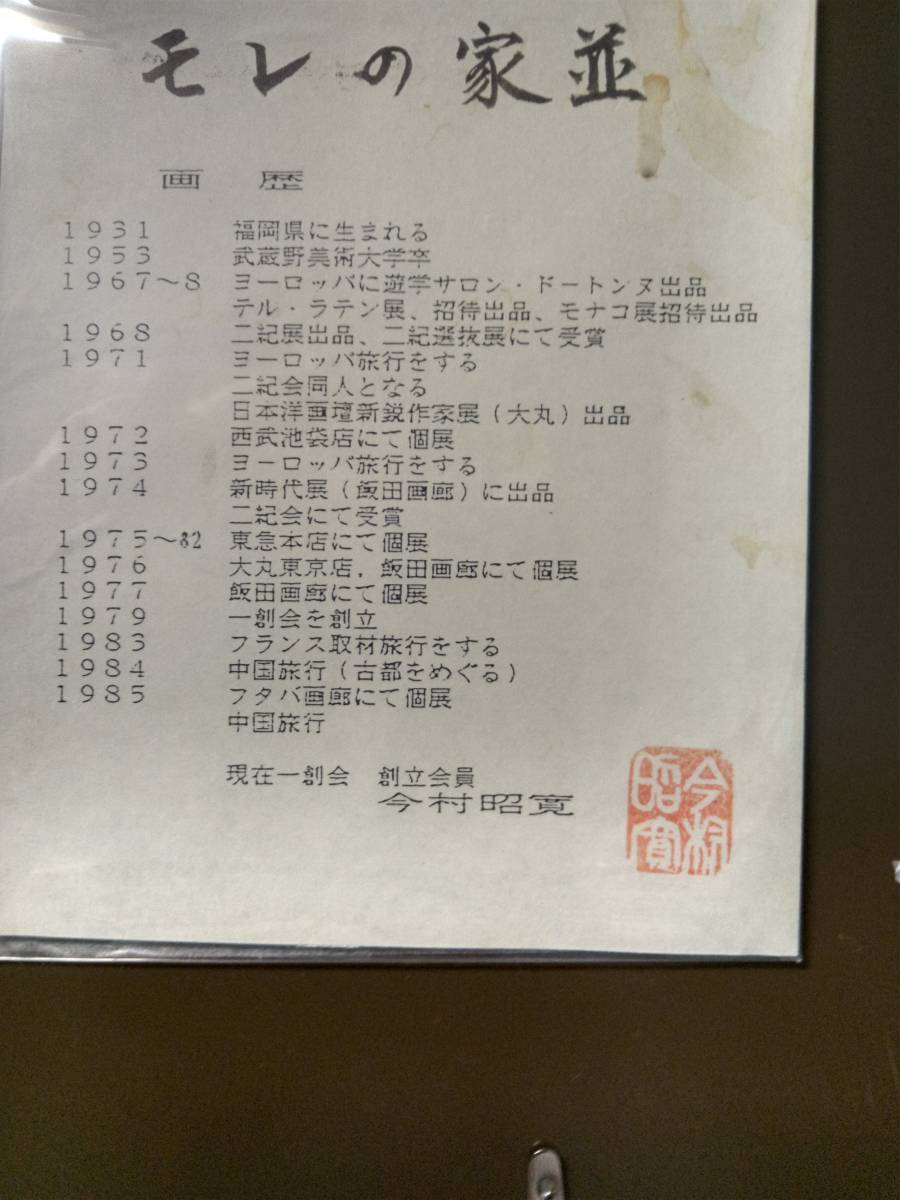 モレの家並
画 歴
1931 福岡県に生まれる
1953 武蔵野美術大学卒
1967〜8 ヨーロッパに遊学サロン・ドートンヌ出品
テル・ラテン展、招待出品、モナコ展招待出品
1968 二紀展出品、二紀選抜展にて受賞
1971 ヨーロッパ旅行をする
二紀会同人となる
日本洋画壇新鋭作家展（大丸）出品
1972 西武池袋店にて個展
1973 ヨーロッパ旅行をする
1974 新時代展（飯田画廊）に出品
二紀会にて受賞
1975〜82 東急本店にて個展
1976 大丸東京店，飯田画廊にて個展
1977 飯田画廊にて個展
1979 一創会を創立
1983 フランス取材旅行をする
1984 中国旅行（古都をめぐる）
1985 フタバ画廊にて個展
中国旅行
現在一創会 創立会員
今村昭寛
今村
昭寛